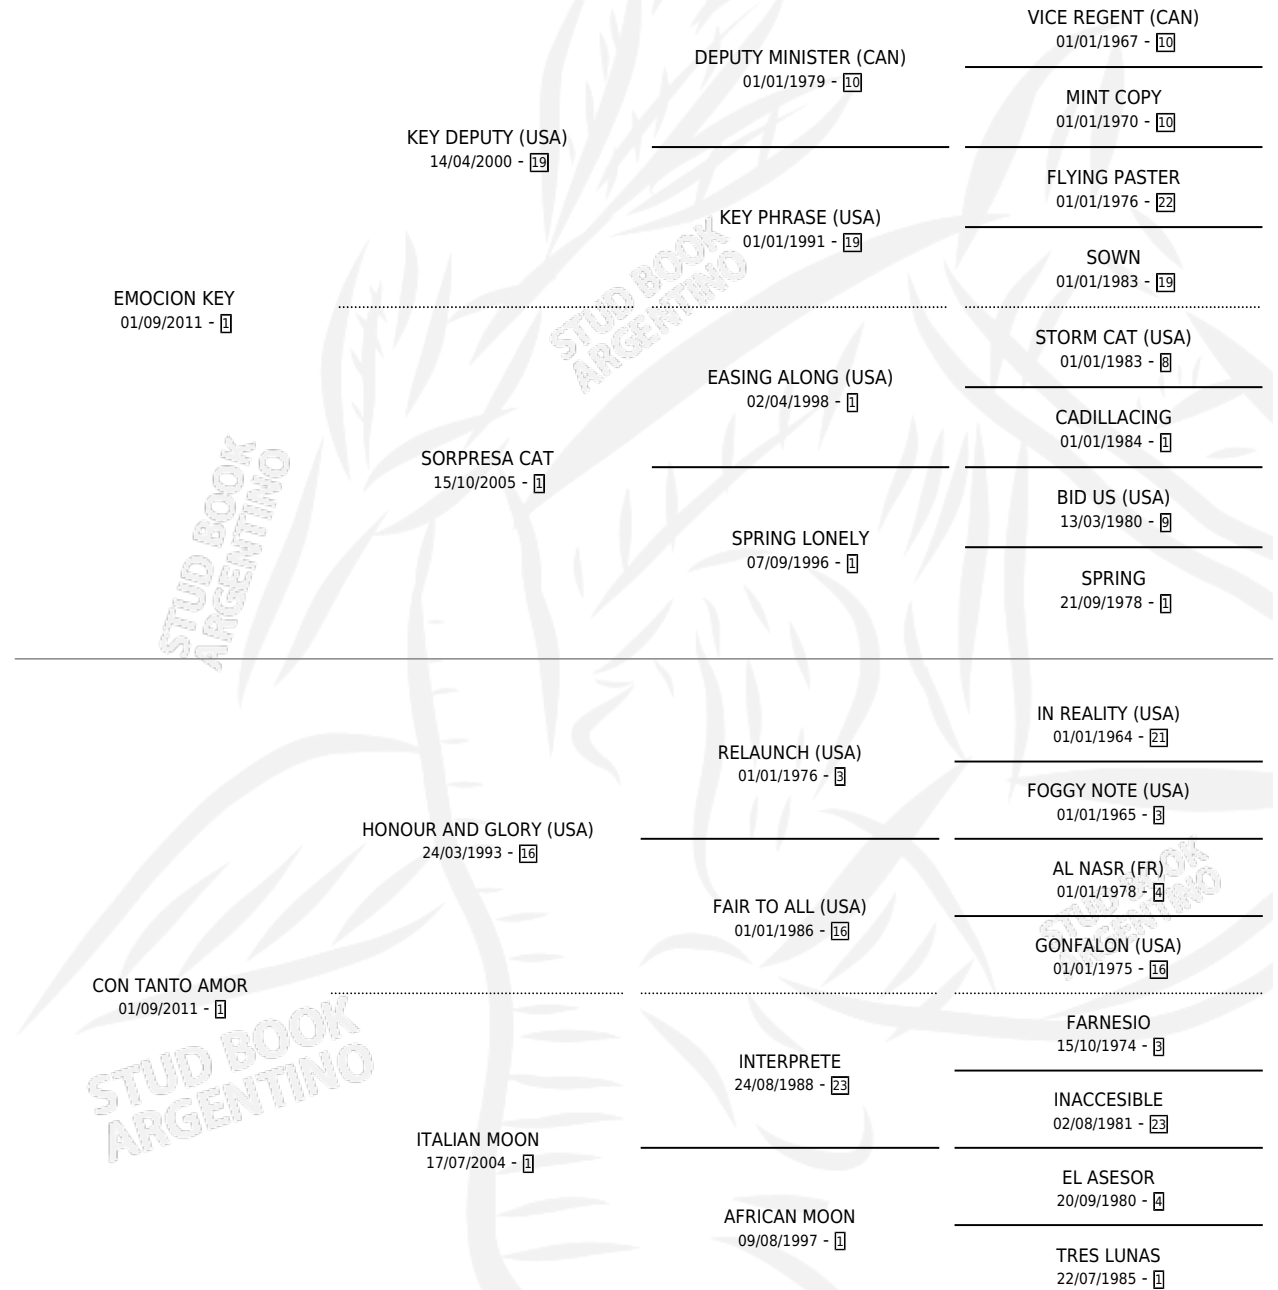 VICE REGENT (CAN)
01/01/1967 - 10
DEPUTY MINISTER (CAN)
01/01/1979 - 10
MINT COPY
01/01/1970 - 10
KEY DEPUTY (USA)
14/04/2000 - 19
FLYING PASTER
01/01/1976 - 22
KEY PHRASE (USA)
01/01/1991 - 19
SOWN
01/01/1983 - 19
EMOCION KEY
01/09/2011 - 1
STORM CAT (USA)
01/01/1983 - 8
EASING ALONG (USA)
02/04/1998 - 1
CADILLACING
01/01/1984 - 1
SORPRESA CAT
15/10/2005 - 1
BID US (USA)
13/03/1980 - 9
SPRING LONELY
07/09/1996 - 1
SPRING
21/09/1978 - 1
IN REALITY (USA)
01/01/1964 - 21
RELAUNCH (USA)
01/01/1976 - 3
FOGGY NOTE (USA)
01/01/1965 - 3
HONOUR AND GLORY (USA)
24/03/1993 - 16
AL NASR (FR)
01/01/1978 - 4
FAIR TO ALL (USA)
01/01/1986 - 16
GONFALON (USA)
01/01/1975 - 16
CON TANTO AMOR
01/09/2011 - 1
FARNESIO
15/10/1974 - 3
INTERPRETE
24/08/1988 - 23
INACCESIBLE
02/08/1981 - 23
ITALIAN MOON
17/07/2004 - 1
EL ASESOR
20/09/1980 - 4
AFRICAN MOON
09/08/1997 - 1
TRES LUNAS
22/07/1985 - 1
STUD BOOK
ARGENTINO
STUD BOOK
ARGENTINO
STUD BOOK
ARGENTINO
STUD BOOK
ARGENTINO